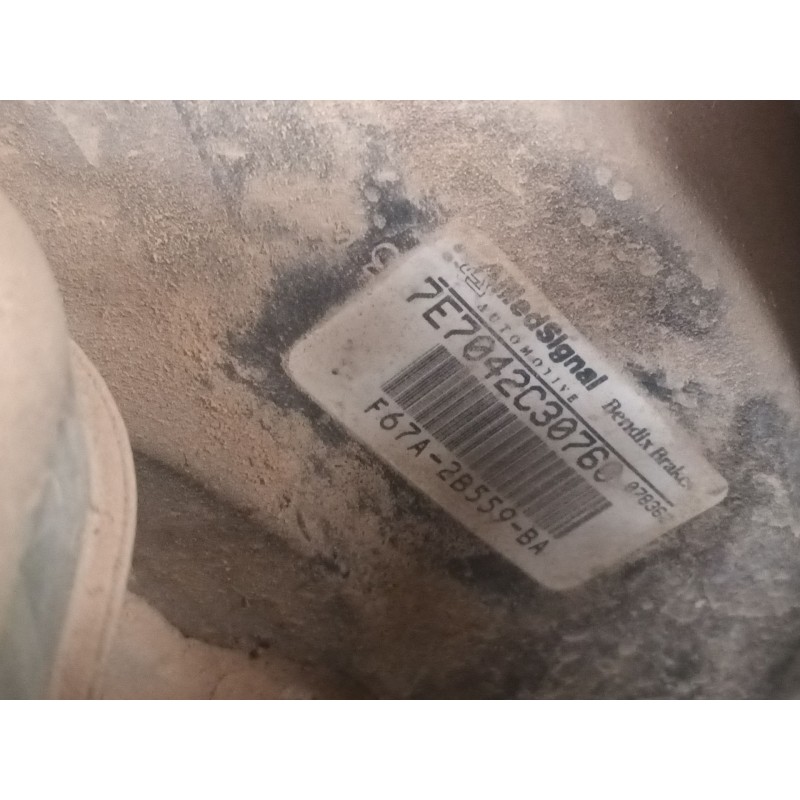 AlliedSignal Bendix Brakes
AUTOMOTIVE
7E7042C30760
F67A-2B559-BA